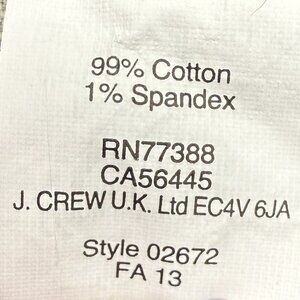 99% Cotton
1% Spandex
RN77388
CA56445
J. CREW U.K. Ltd EC4V 6JA
Style 02672
FA 13